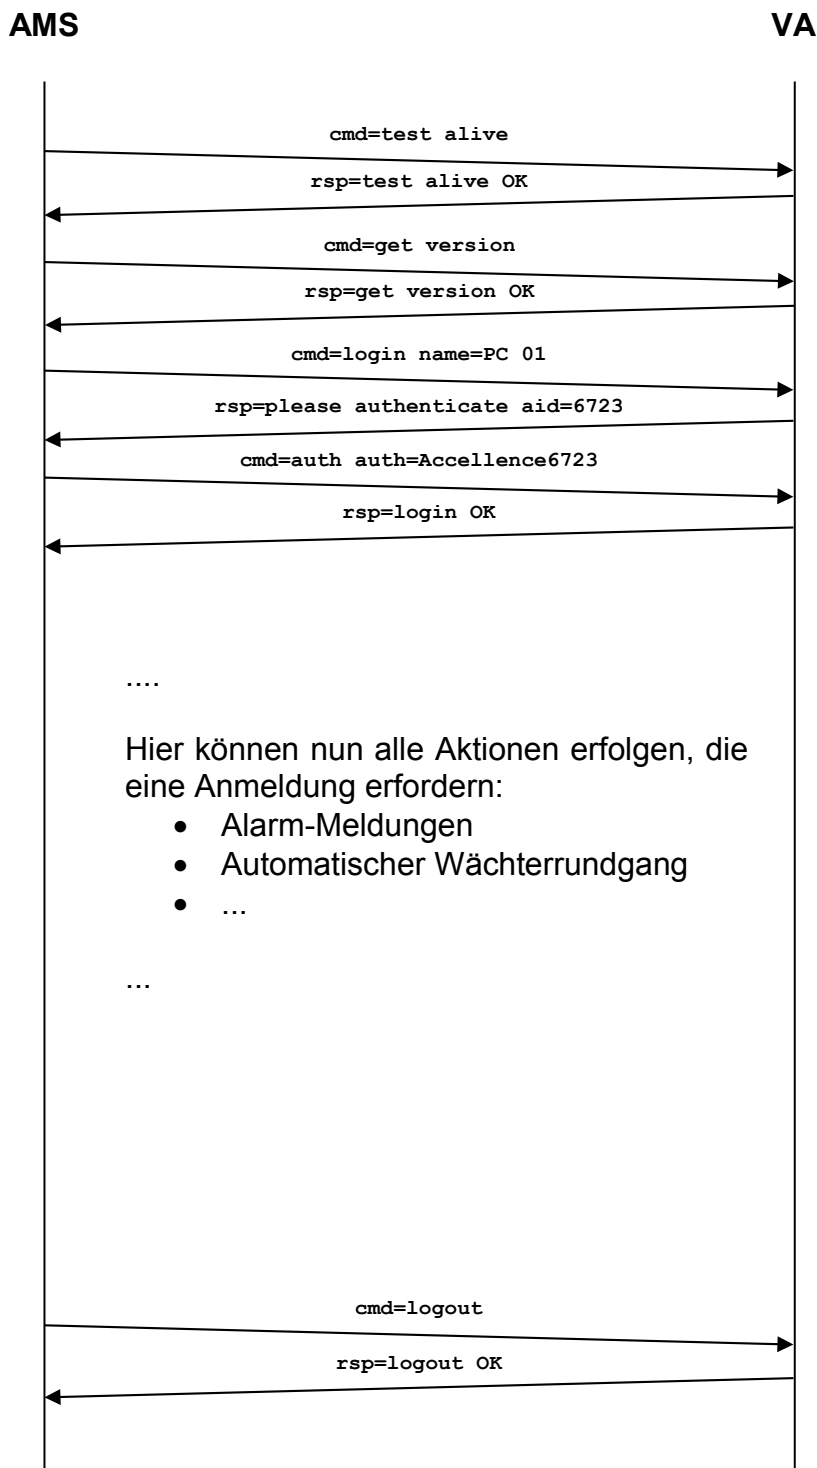 AMS VA
cmd=test alive
rsp=test alive OK
cmd=get version
rsp=get version OK
cmd=login name=PC 01
rsp=please authenticate aid=6723
cmd=auth auth=Accellence6723
rsp=login OK
....
Hier können nun alle Aktionen erfolgen, die
eine Anmeldung erfordern:
• Alarm-Meldungen
• Automatischer Wächterrundgang
• ...
...
cmd=logout
rsp=logout OK